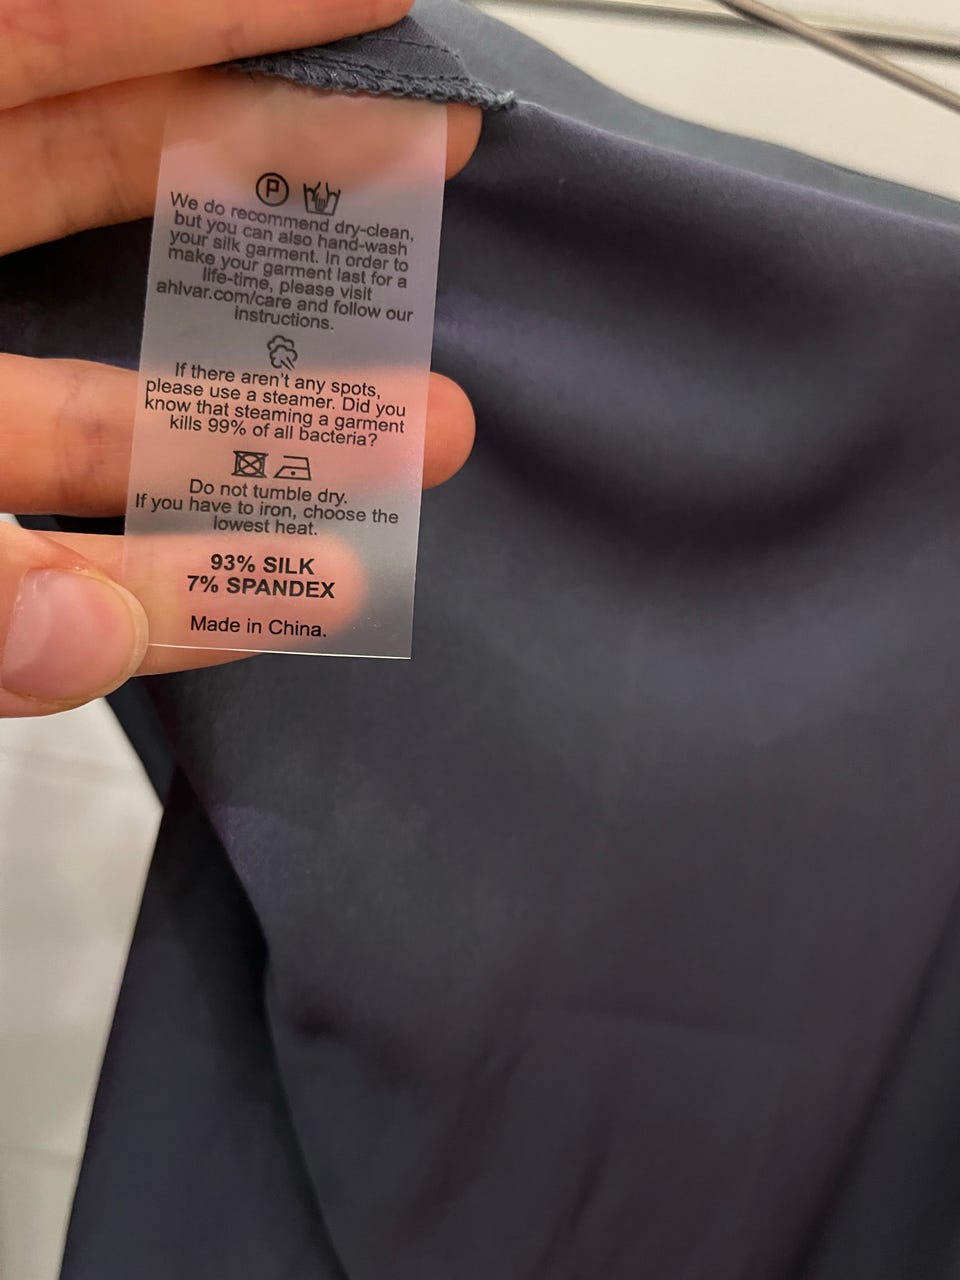 P
We do recommend dry-clean,
but you can also hand-wash
your silk garment. In order to
make your garment last for a
life-time, please visit
ahlvar.com/care and follow our
instructions.
If there aren't any spots,
please use a steamer. Did you
know that steaming a garment
kills 99% of all bacteria?
Do not tumble dry.
If you have to iron, choose the
lowest heat.
93% SILK
7% SPANDEX
Made in China.